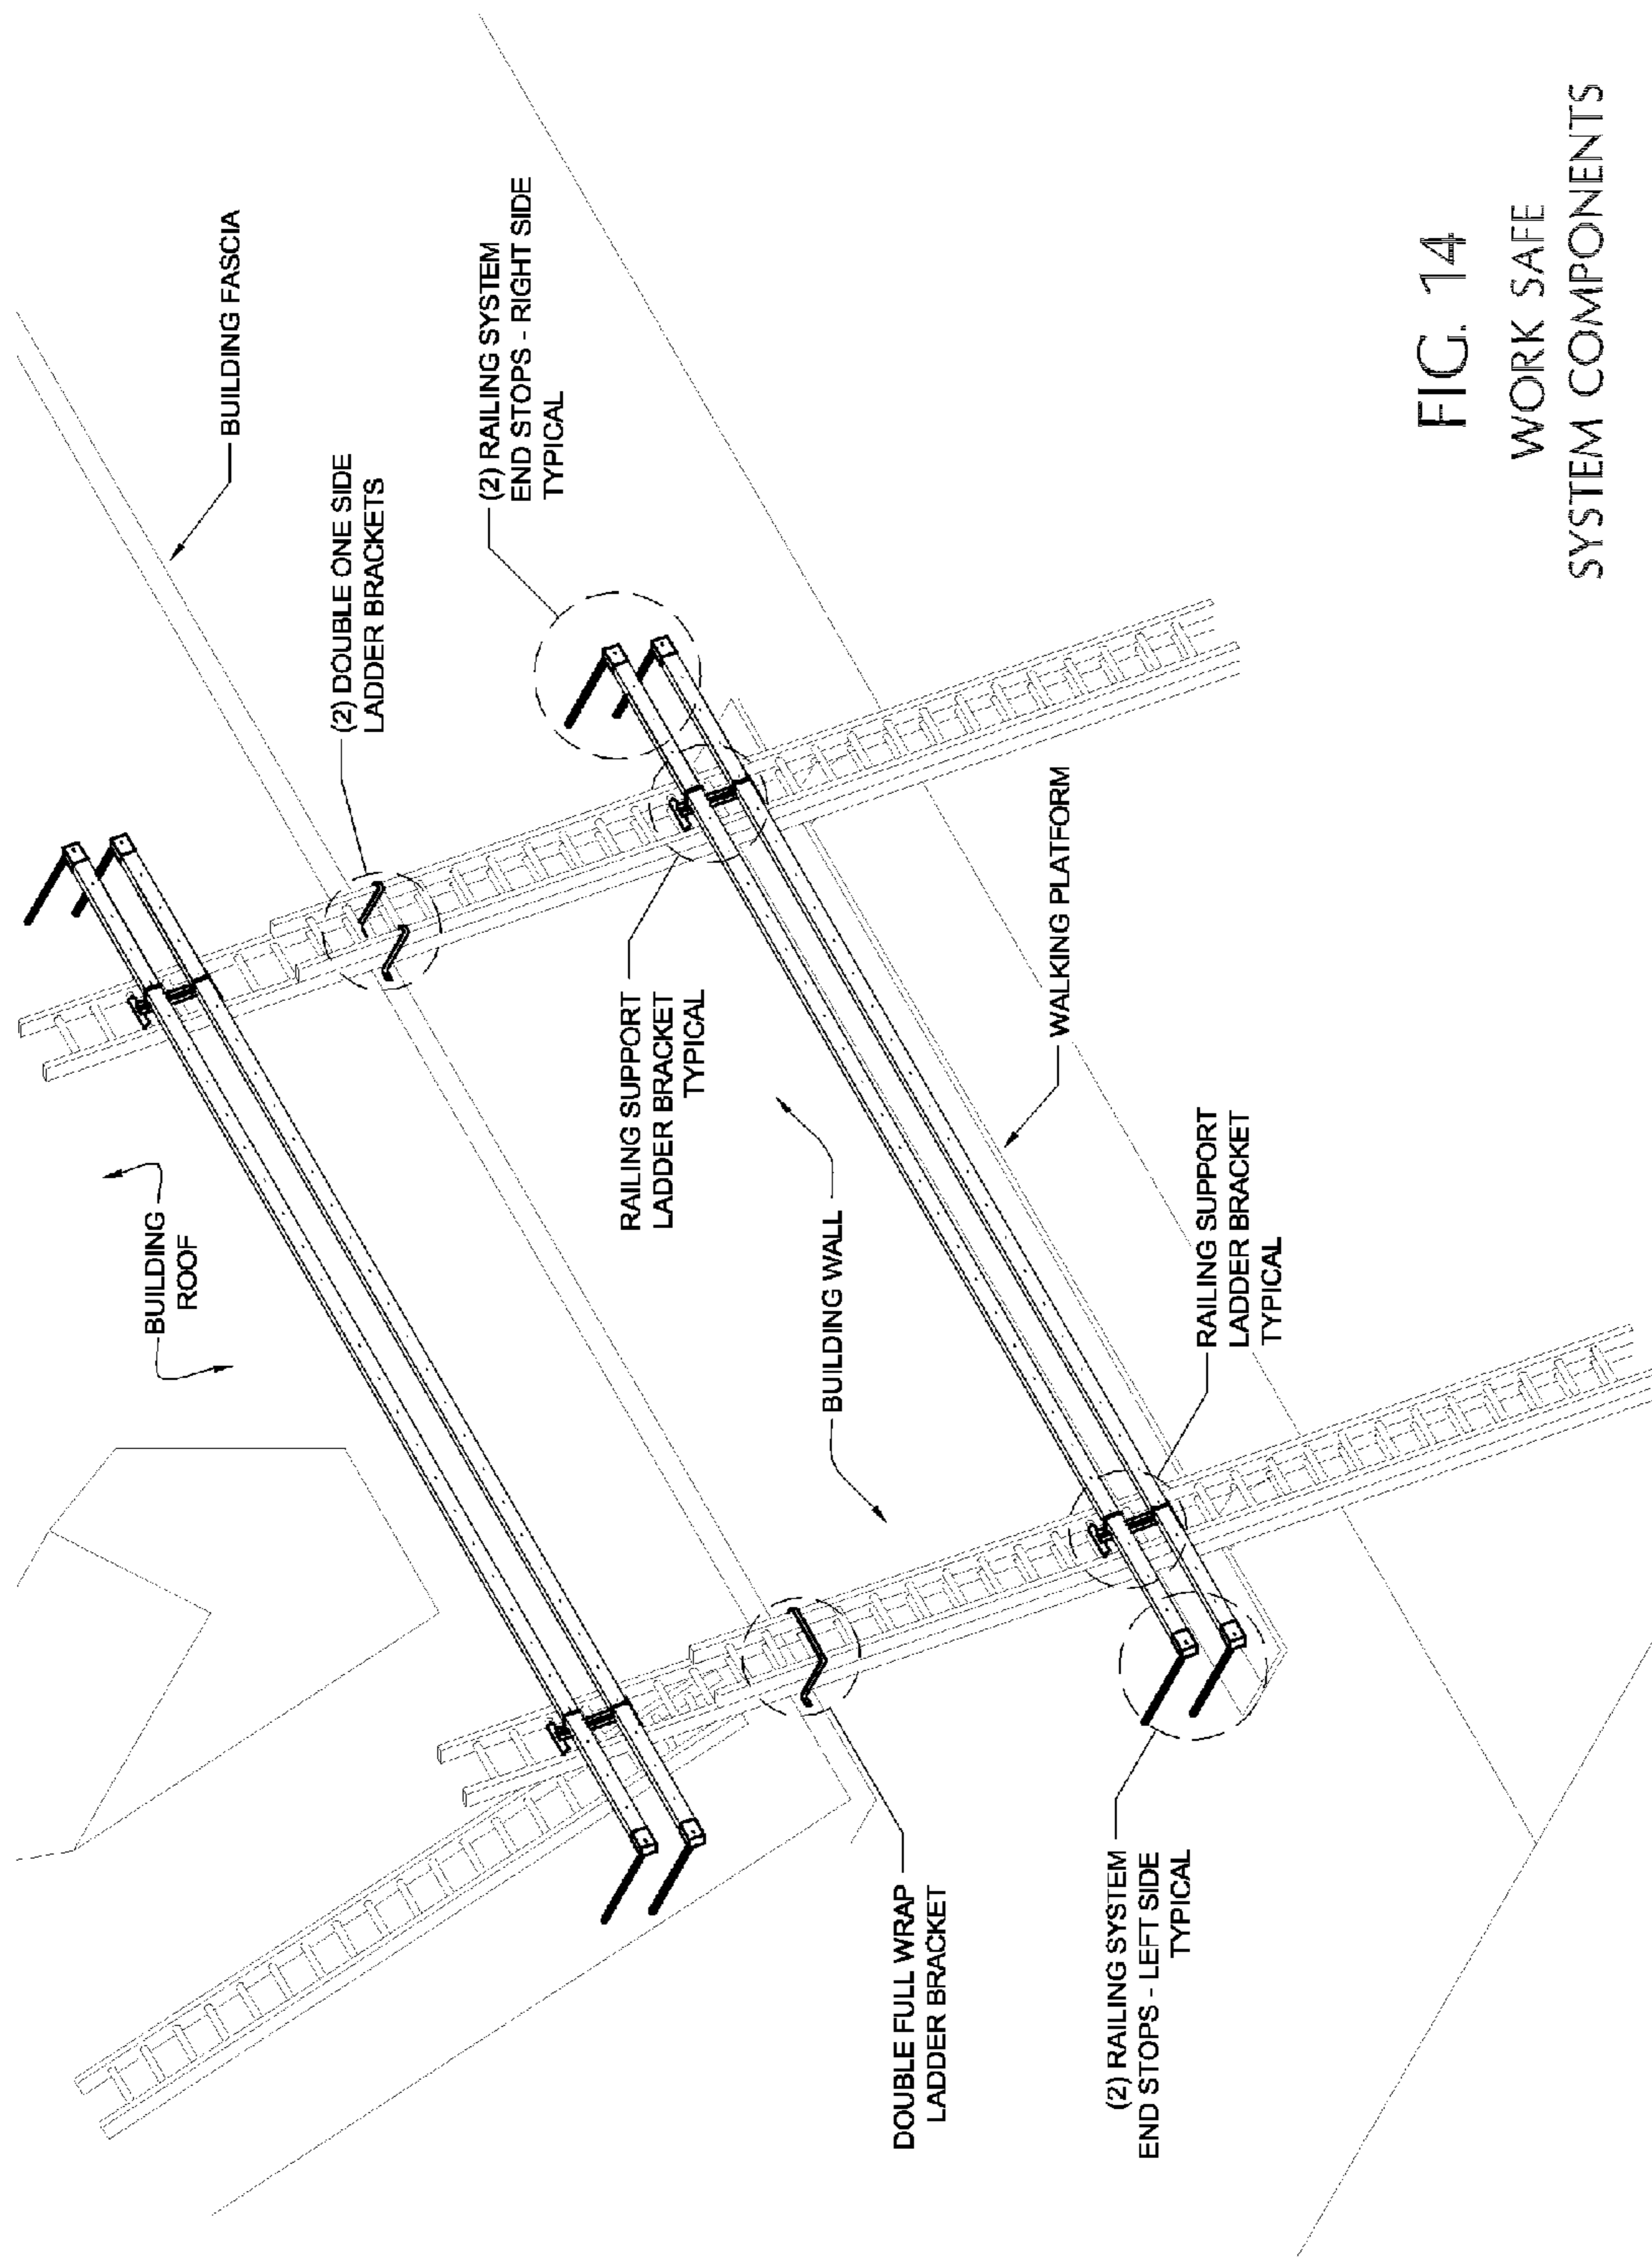 BUILDING FASCIA
(2) DOUBLE ONE SIDE
LADDER BRACKETS
(2) RAILING SYSTEM
END STOPS - RIGHT SIDE
TYPICAL
BUILDING
ROOF
RAILING SUPPORT
LADDER BRACKET
TYPICAL
BUILDING WALL
WALKING PLATFORM
RAILING SUPPORT
LADDER BRACKET
TYPICAL
DOUBLE FULL WRAP
LADDER BRACKET
(2) RAILING SYSTEM
END STOPS - LEFT SIDE
TYPICAL
FIG. 14
WORK SAFE
SYSTEM COMPONENTS